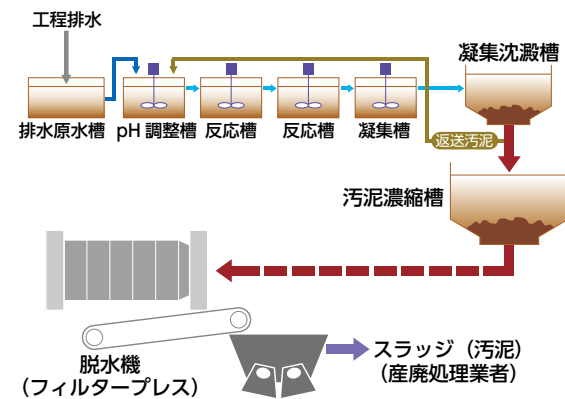 工程排水
排水原水槽
pH 調整槽
反応槽
反応槽
凝集槽
凝集沈澱槽
返送汚泥
汚泥濃縮槽
脱水機
（フィルタープレス）
スラッジ（汚泥）
（産廃処理業者）